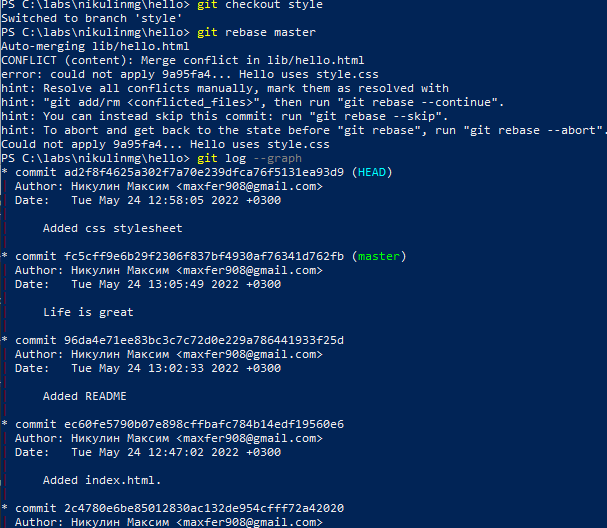 PS C:\labs\nikulinmg\hello> git checkout style
Switched to branch 'style'
PS C:\labs\nikulinmg\hello> git rebase master
Auto-merging lib/hello.html
CONFLICT (content): Merge conflict in lib/hello.html
error: could not apply 9a95fa4... Hello uses style.css
hint: Resolve all conflicts manually, mark them as resolved with
hint: "git add/rm <conflicted_files>", then run "git rebase --continue".
hint: You can instead skip this commit: run "git rebase --skip".
hint: To abort and get back to the state before "git rebase", run "git rebase --abort".
Could not apply 9a95fa4... Hello uses style.css
PS C:\labs\nikulinmg\hello> git log --graph
* commit ad2f8f4625a302f7a70e239dfca76f5131ea93d9 (HEAD)
| Author: Никулин Максим <maxfer908@gmail.com>
| Date:   Tue May 24 12:58:05 2022 +0300
|
|     Added css stylesheet
|
* commit fc5cff9e6b29f2306f837bf4930af76341d762fb (master)
| Author: Никулин Максим <maxfer908@gmail.com>
| Date:   Tue May 24 13:05:49 2022 +0300
|
|     Life is great
|
* commit 96da4e71ee83bc3c7c72d0e229a786441933f25d
| Author: Никулин Максим <maxfer908@gmail.com>
| Date:   Tue May 24 13:02:33 2022 +0300
|
|     Added README
|
* commit ec60fe5790b07e898cffbafc784b14edf19560e6
| Author: Никулин Максим <maxfer908@gmail.com>
| Date:   Tue May 24 12:47:02 2022 +0300
|
|     Added index.html.
|
* commit 2c4780e6be85012830ac132de954cfff72a42020
| Author: Никулин Максим <maxfer908@gmail.com>